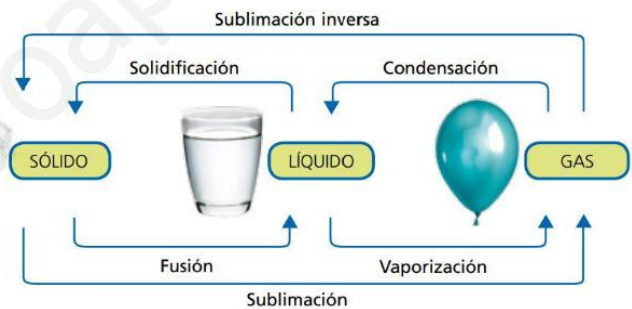 Sublimación inversa
Solidificación
Condensación
SÓLIDO
LÍQUIDO
GAS
Fusión
Vaporización
Sublimación